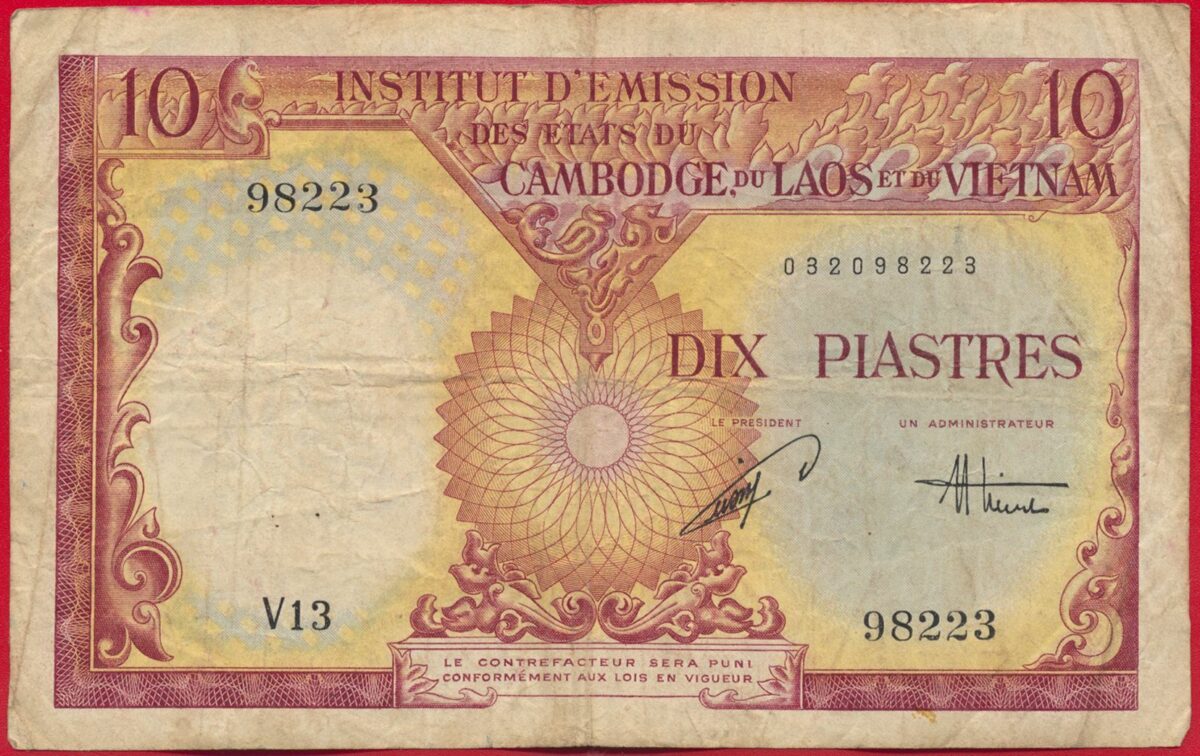 10 INSTITUT D'EMISSION 10
DES ETATS DU
CAMBODGE, DU LAOS ET DU VIETNAM
98223
032098223
DIX PIASTRES
LE PRESIDENT UN ADMINISTRATEUR
V13
98223
LE CONTREFACTEUR SERA PUNI
CONFORMÉMENT AUX LOIS EN VIGUEUR